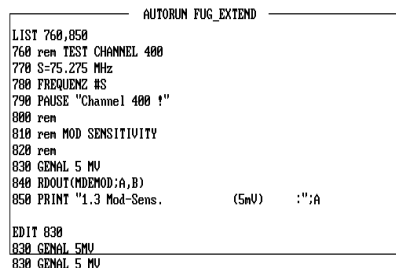 AUTORUN FUG_EXTEND
LIST 760,850
760 rem TEST CHANNEL 400
770 S=75.275 MHz
780 FREQUENZ #S
790 PAUSE "Channel 400 !"
800 rem
810 rem MOD SENSITIVITY
820 rem
830 GENAL 5 MV
840 RDOUT(MDEMOD;A,B)
850 PRINT "1.3 Mod-Sens. (5mV) :";A
EDIT 830
830 GENAL 5MV
830 GENAL 5 MV